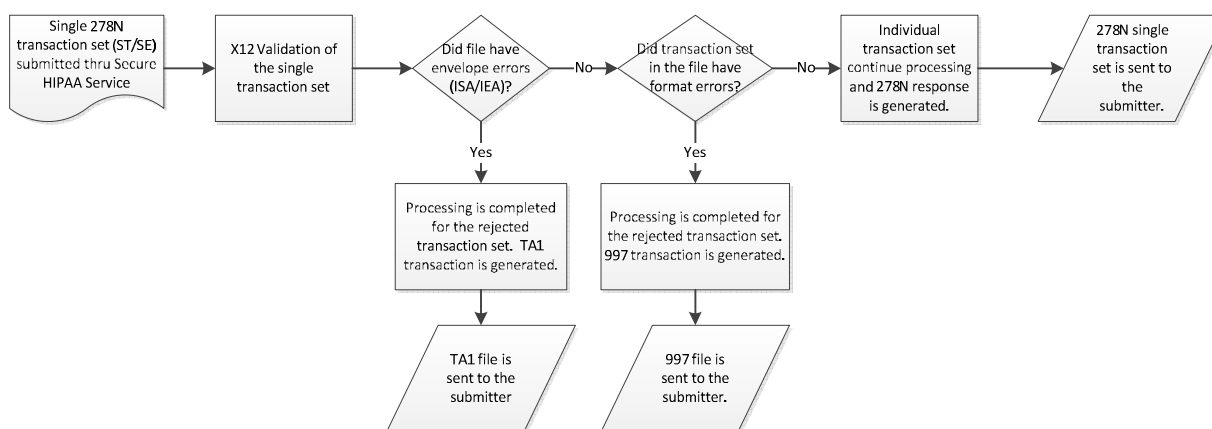 Single 278N
transaction set (ST/SE)
submitted thru Secure
HIPAA Service
X12 Validation of
the single
transaction set
Did file have
envelope errors
(ISA/IEA)?
No
Did transaction set
in the file have
format errors?
No
Individual
transaction set
continue processing
and 278N response
is generated.
278N single
transaction
set is sent to
the
submitter.
Yes
Yes
Processing is completed
for the rejected
transaction set. TA1
transaction is generated.
Processing is completed for
the rejected transaction set.
997 transaction is generated.
TA1 file is
sent to the
submitter
997 file is
sent to the
submitter.